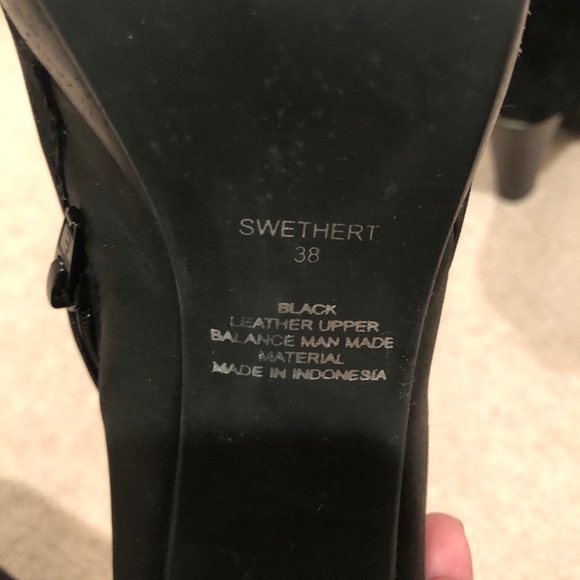 SWETHERT
38
BLACK
LEATHER UPPER
BALANCE MAN MADE
MATERIAL
MADE IN INDONESIA